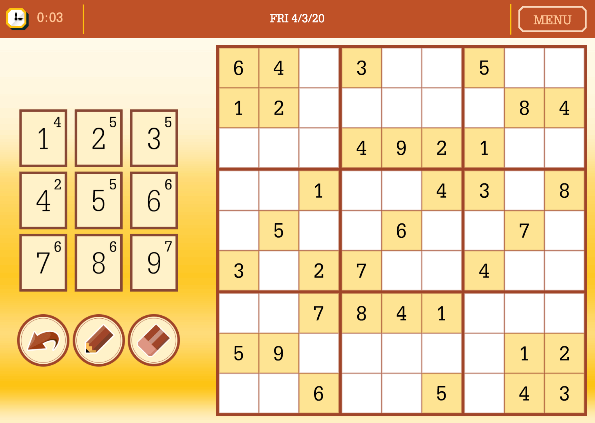 0:03 FRI 4/3/20 MENU
6 4 3 5
1 2 8 4
4 9 2 1
1 4 3 8
5 6 7
3 2 7 4
7 8 4 1
5 9 1 2
6 5 4 3
1 4 2 5 3 5
4 2 5 5 6 6
7 6 8 6 9 7